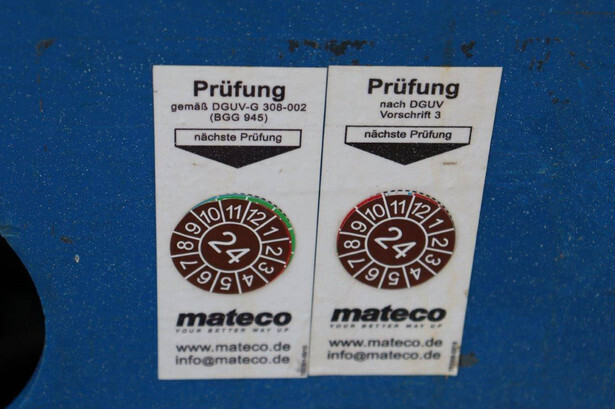 Prüfung
gemäß DGUV-G 308-002
(BGG 945)
nächste Prüfung
1 2 3 4 5 6 7 8 9 10 11 12
24
mateco
YOUR BETTER WAY UP
www.mateco.de
info@mateco.de
Prüfung
nach DGUV
Vorschrift 3
nächste Prüfung
1 2 3 4 5 6 7 8 9 10 11 12
24
mateco
YOUR BETTER WAY UP
www.mateco.de
info@mateco.de